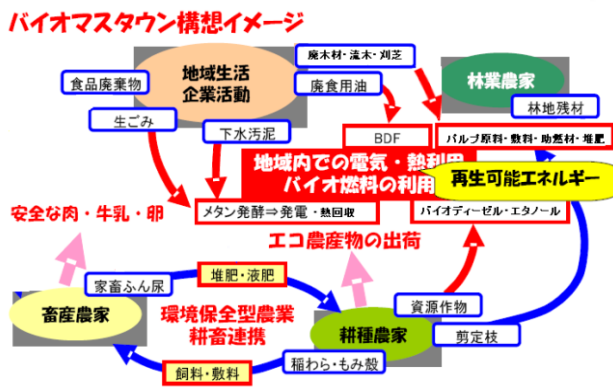 バイオマスタウン構想イメージ
地域生活
企業活動
廃木材・流木・刈芝
廃食用油
林業農家
食品廃棄物
林地残材
生ごみ
下水汚泥
BDF
パルプ原料・敷料・助燃材・堆肥
地域内での電気・熱利用
バイオ燃料の利用
再生可能エネルギー
安全な肉・牛乳・卵
メタン発酵⇒発電・熱回収
バイオディーゼル・エタノール
エコ農産物の出荷
家畜ふん尿
堆肥・液肥
資源作物
畜産農家
環境保全型農業
耕畜連携
耕種農家
剪定枝
稲わら・もみ殻
飼料・敷料